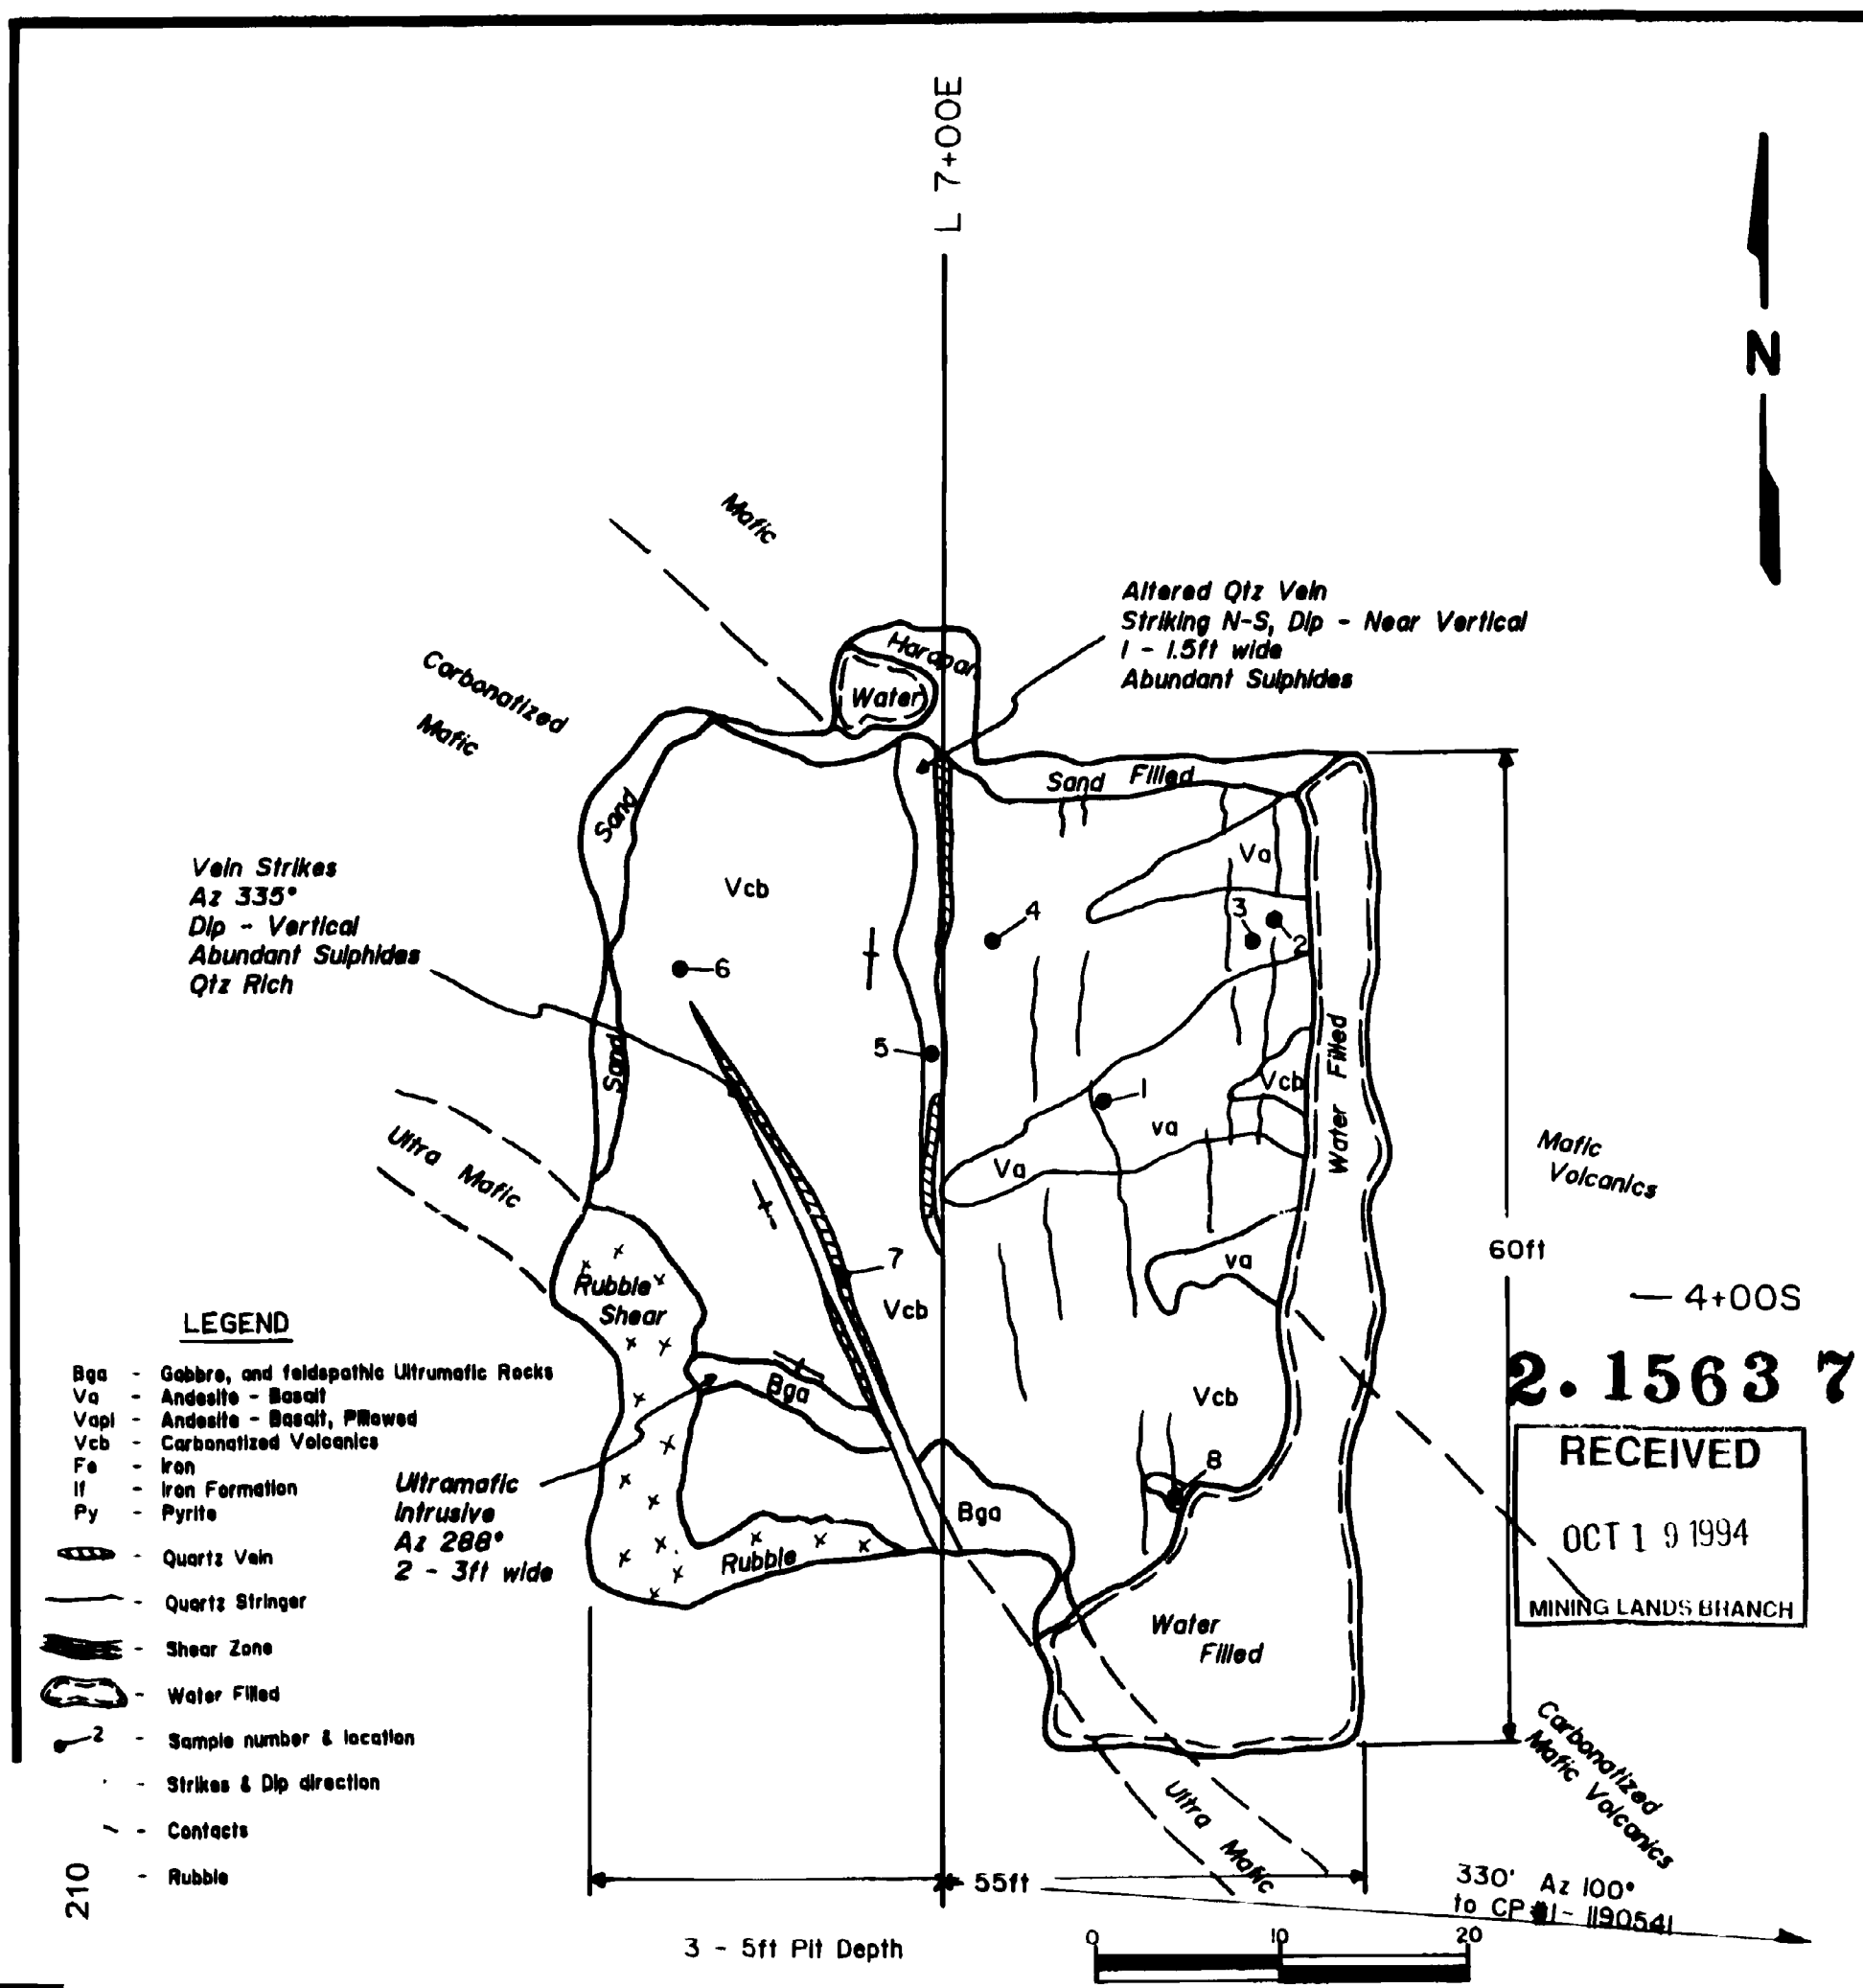 L 7+00E
N
Mafic
Altered Qtz Vein
Striking N-S, Dip - Near Vertical
1 - 1.5ft wide
Abundant Sulphides
Hardpan
Water
Carbonatized
Mafic
Sand Filled
Sand
Va
Vcb
Vein Strikes
Az 335°
Dip - Vertical
Abundant Sulphides
Qtz Rich
4
3
2
6
5
Sand
Water Filled
Vcb
1
va
Va
Ultra Mafic
Mafic
Volcanics
va
60ft
7
Rubble
Shear
Vcb
4+00S
2.15637
LEGEND
Bga - Gabbro, and feldspathic Ultrumafic Rocks
Va - Andesite - Basalt
Vapl - Andesite - Basalt, Pillowed
Vcb - Carbonatized Volcanics
Fe - Iron
If - Iron Formation
Py - Pyrite
- Quartz Vein
- Quartz Stringer
- Shear Zone
- Water Filled
2 - Sample number & location
- Strikes & Dip direction
- Contacts
- Rubble
Bga
Vcb
Ultramafic
Intrusive
Az 288°
2 - 3ft wide
8
Bga
Rubble
RECEIVED
OCT 19 1994
MINING LANDS BRANCH
Water
Filled
Carbonatized
Mafic Volcanics
Ultra Mafic
55ft
330' Az 100°
to CP #1- 1190541
210
3 - 5ft Pit Depth
0 10 20